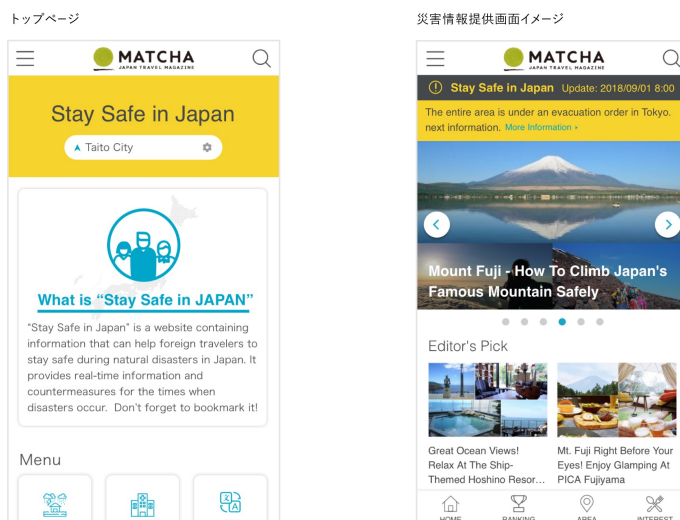 トップページ
MATCHA
JAPAN TRAVEL MAGAZINE
Stay Safe in Japan
Taito City
What is “Stay Safe in JAPAN”
“Stay Safe in Japan” is a website containing
information that can help foreign travelers to
stay safe during natural disasters in Japan. It
provides real-time information and
countermeasures for the times when
disasters occur. Don’t forget to bookmark it!
Menu
災害情報提供画面イメージ
MATCHA
JAPAN TRAVEL MAGAZINE
Stay Safe in Japan Update: 2018/09/01 8:00
The entire area is under an evacuation order in Tokyo.
next information. More Information
Mount Fuji - How To Climb Japan's
Famous Mountain Safely
Editor's Pick
Great Ocean Views!
Relax At The Ship-
Themed Hoshino Resor...
Mt. Fuji Right Before Your
Eyes! Enjoy Glamping At
PICA Fujiyama
HOME
RANKING
AREA
INTEREST